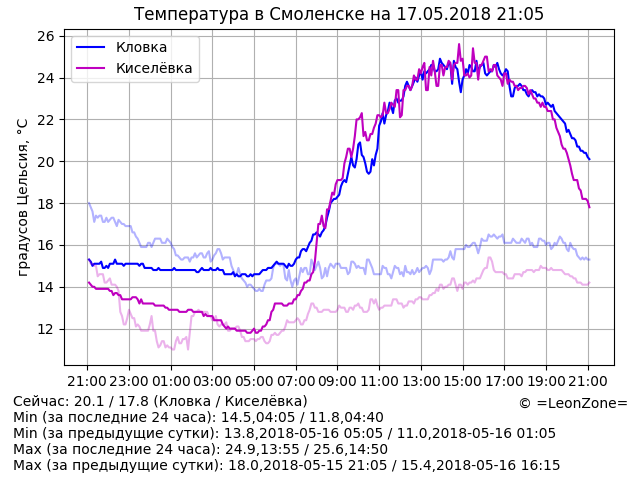 Температура в Смоленске на 17.05.2018 21:05
градусов Цельсия, °C
26
24
22
20
18
16
14
12
Кловка
Киселёвка
21:00 23:00 01:00 03:00 05:00 07:00 09:00 11:00 13:00 15:00 17:00 19:00 21:00
Сейчас: 20.1 / 17.8 (Кловка / Киселёвка)
© =LeonZone=
Min (за последние 24 часа): 14.5,04:05 / 11.8,04:40
Min (за предыдущие сутки): 13.8,2018-05-16 05:05 / 11.0,2018-05-16 01:05
Max (за последние 24 часа): 24.9,13:55 / 25.6,14:50
Max (за предыдущие сутки): 18.0,2018-05-15 21:05 / 15.4,2018-05-16 16:15